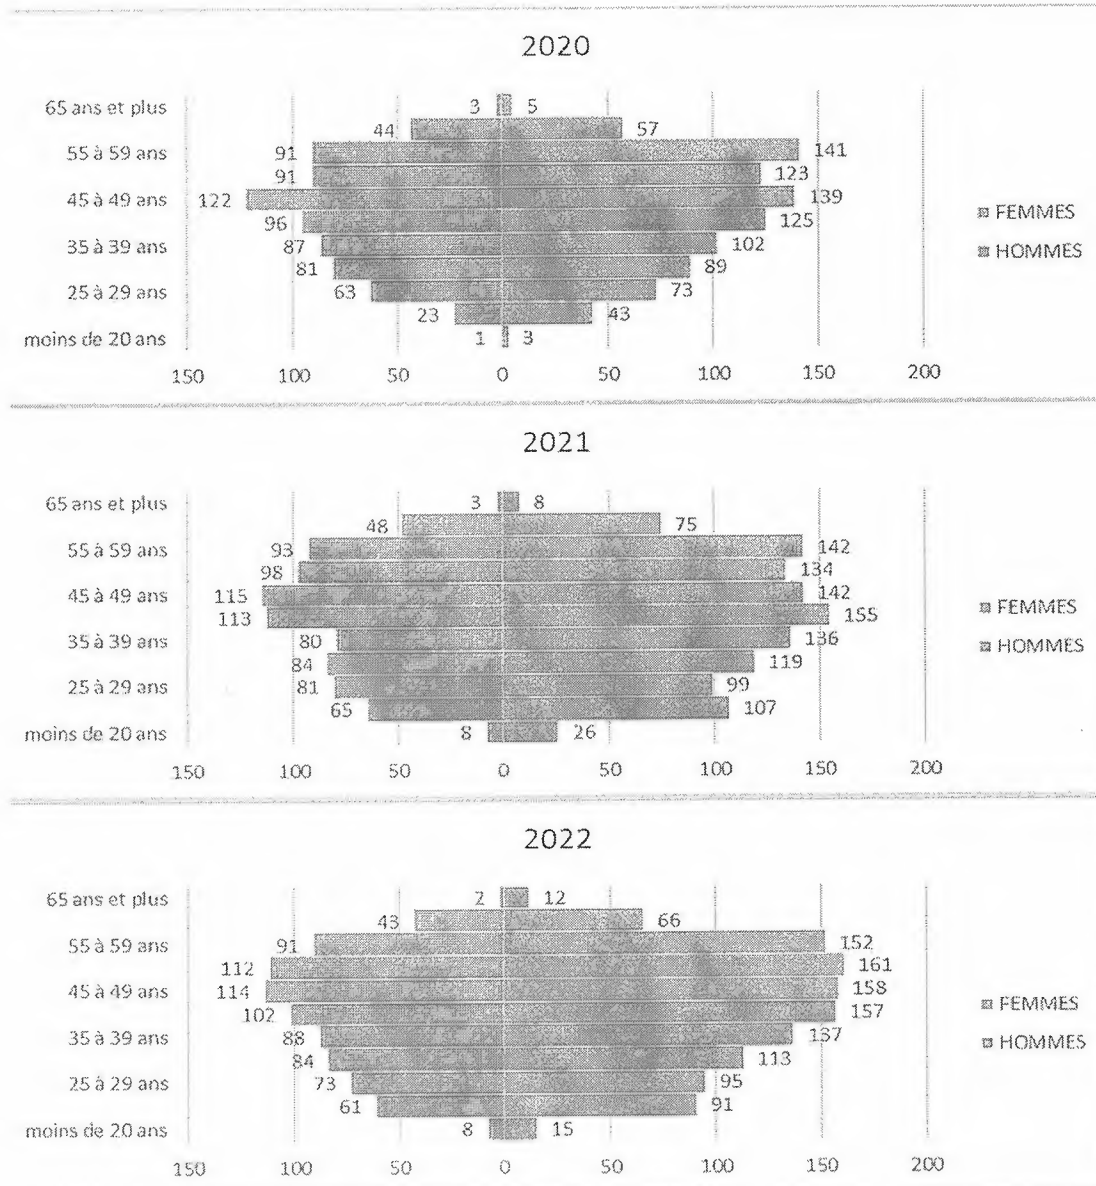 2020
65 ans et plus 3 5
44 57
55 à 59 ans 91 141
91 123
45 à 49 ans 122 139
96 125
35 à 39 ans 87 102
81 89
25 à 29 ans 63 73
23 43
moins de 20 ans 1 3
150 100 50 0 50 100 150 200
FEMMES
HOMMES
2021
65 ans et plus 3 8
48 75
55 à 59 ans 93 142
98 134
45 à 49 ans 115 142
113 155
35 à 39 ans 80 136
84 119
25 à 29 ans 81 99
65 107
moins de 20 ans 8 26
150 100 50 0 50 100 150 200
FEMMES
HOMMES
2022
65 ans et plus 2 12
43 66
55 à 59 ans 91 152
112 161
45 à 49 ans 114 158
102 157
35 à 39 ans 88 137
84 113
25 à 29 ans 73 95
61 91
moins de 20 ans 8 15
150 100 50 0 50 100 150 200
FEMMES
HOMMES